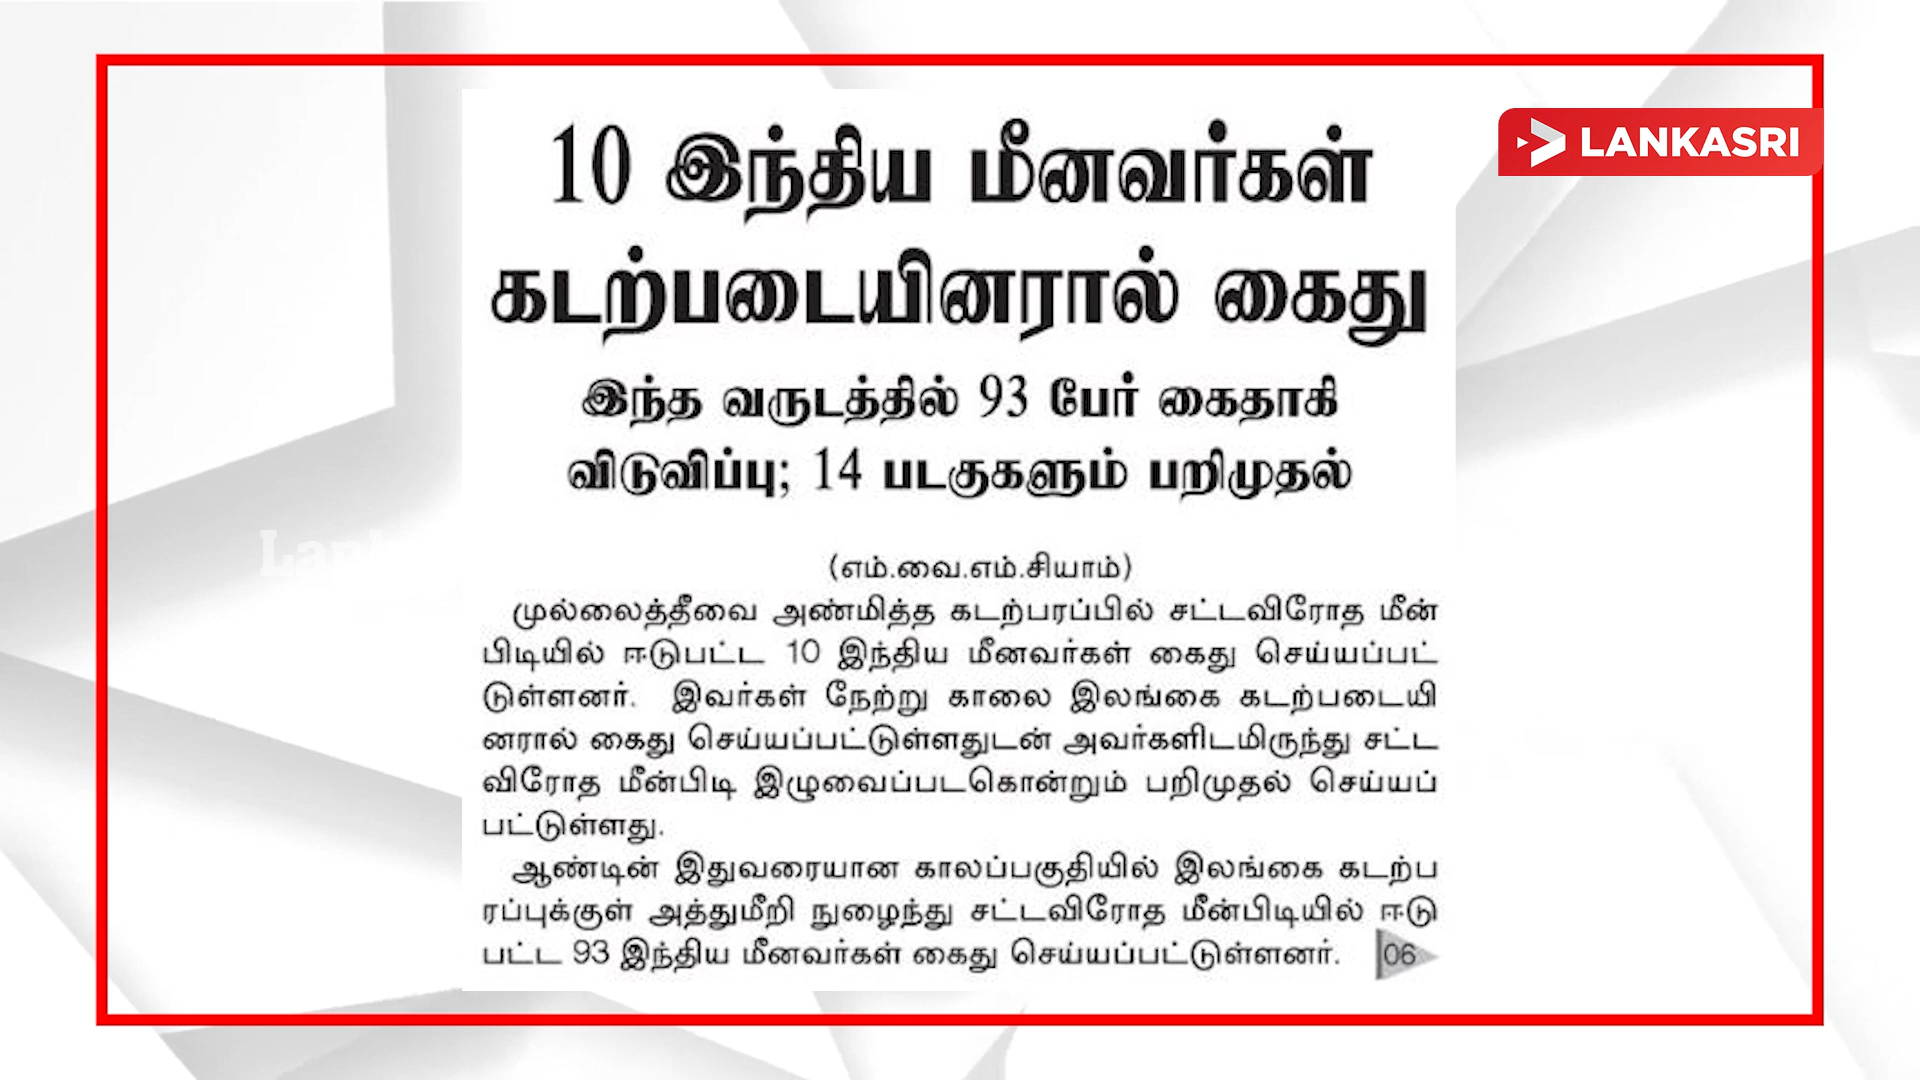 LANKASRI
10 இந்திய மீனவர்கள்
கடற்படையினரால் கைது
இந்த வருடத்தில் 93 பேர் கைதாகி
விடுவிப்பு; 14 படகுகளும் பறிமுதல்
(எம்.வை.எம்.சியாம்)
முல்லைத்தீவை அண்மித்த கடற்பரப்பில் சட்டவிரோத மீன்
பிடியில் ஈடுபட்ட 10 இந்திய மீனவர்கள் கைது செய்யப்பட்
டுள்ளனர். இவர்கள் நேற்று காலை இலங்கை கடற்படையி
னரால் கைது செய்யப்பட்டுள்ளதுடன் அவர்களிடமிருந்து சட்ட
விரோத மீன்பிடி இழுவைப்படகொன்றும் பறிமுதல் செய்யப்
பட்டுள்ளது.
ஆண்டின் இதுவரையான காலப்பகுதியில் இலங்கை கடற்ப
ரப்புக்குள் அத்துமீறி நுழைந்து சட்டவிரோத மீன்பிடியில் ஈடு
பட்ட 93 இந்திய மீனவர்கள் கைது செய்யப்பட்டுள்ளனர். 06